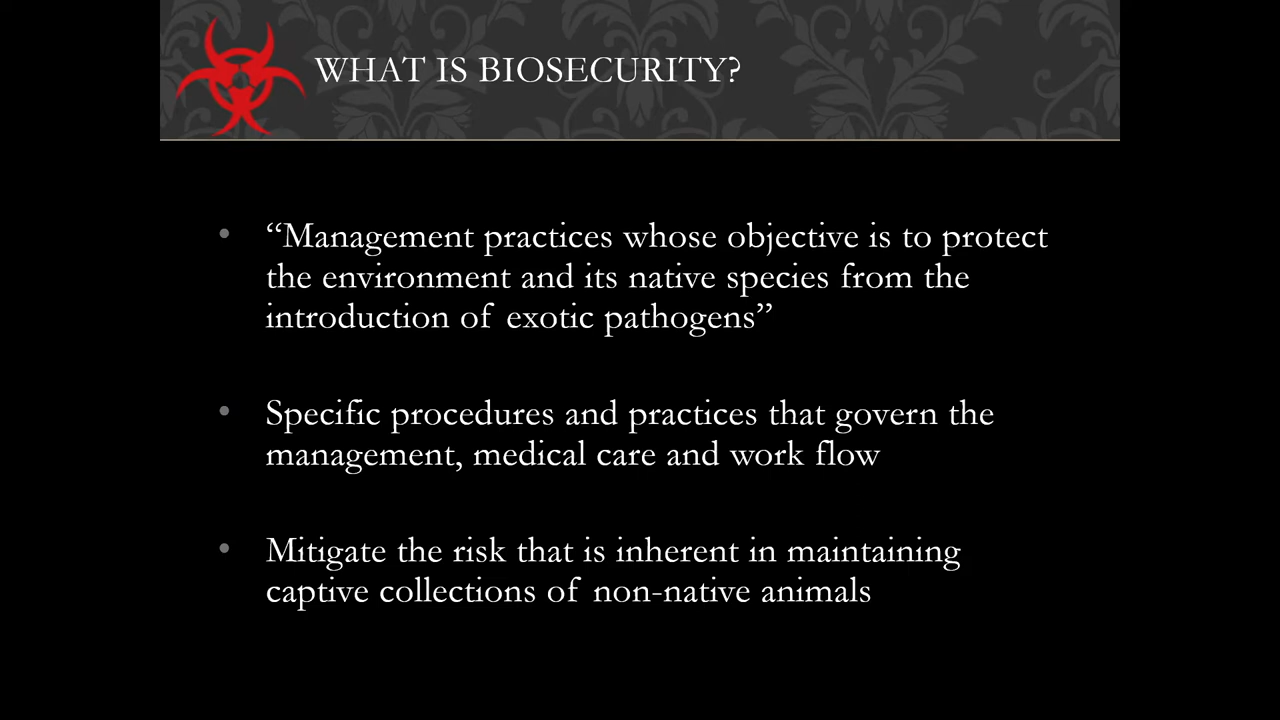 WHAT IS BIOSECURITY?
• “Management practices whose objective is to protect
the environment and its native species from the
introduction of exotic pathogens”
• Specific procedures and practices that govern the
management, medical care and work flow
• Mitigate the risk that is inherent in maintaining
captive collections of non-native animals